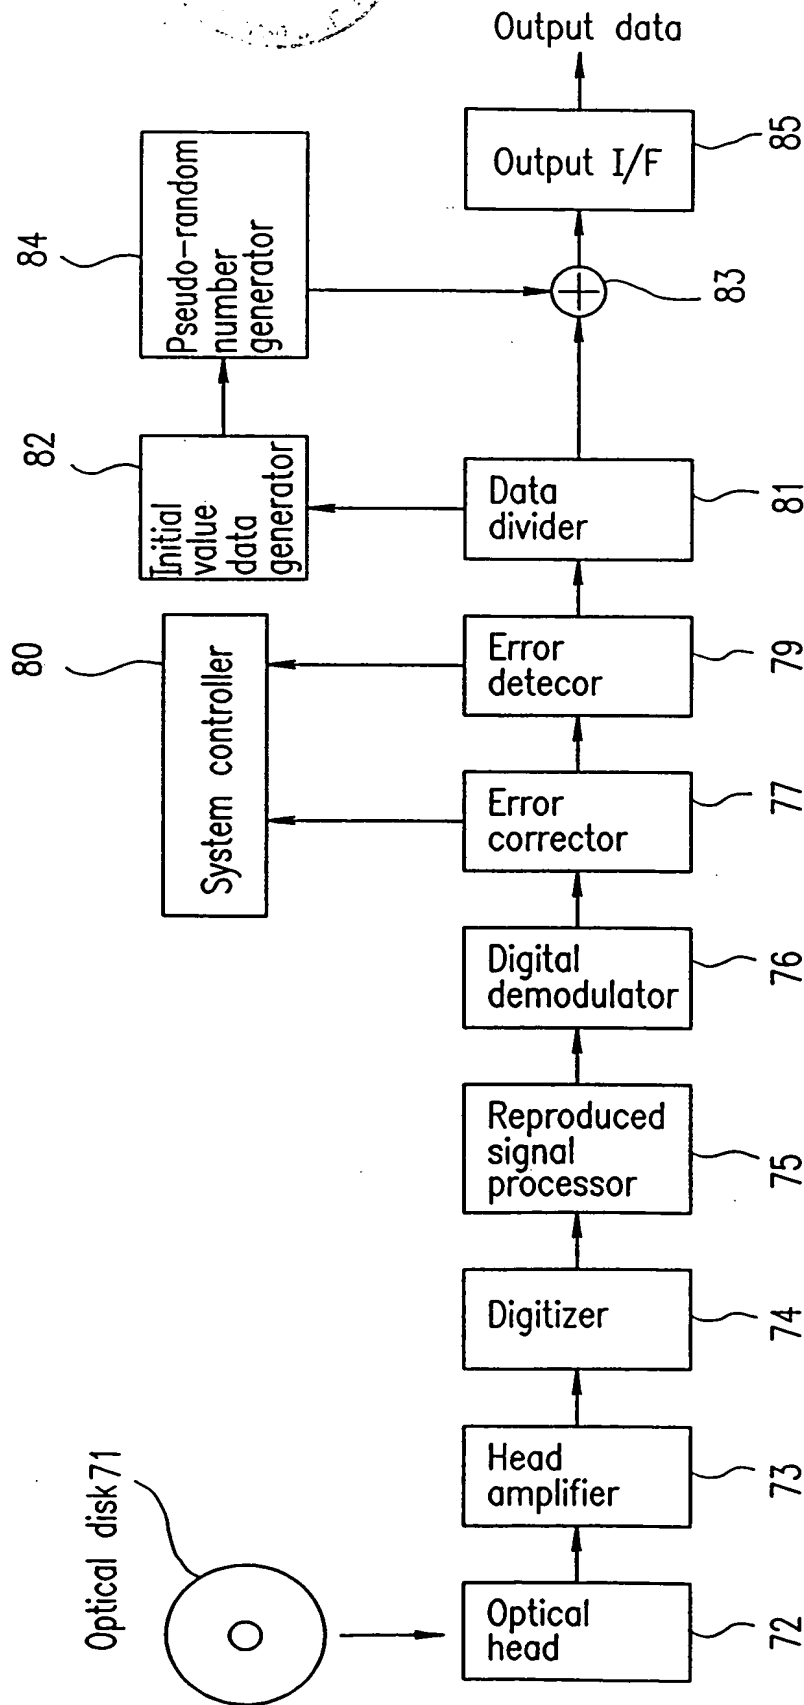 Output data
Output I/F
85
84
Pseudo-random
number
generator
83
82
Initial
value
data
generator
Data
divider
81
80
System controller
Error
detecor
79
Error
corrector
77
Digital
demodulator
76
Reproduced
signal
processor
75
Digitizer
74
Head
amplifier
73
Optical disk71
Optical
head
72